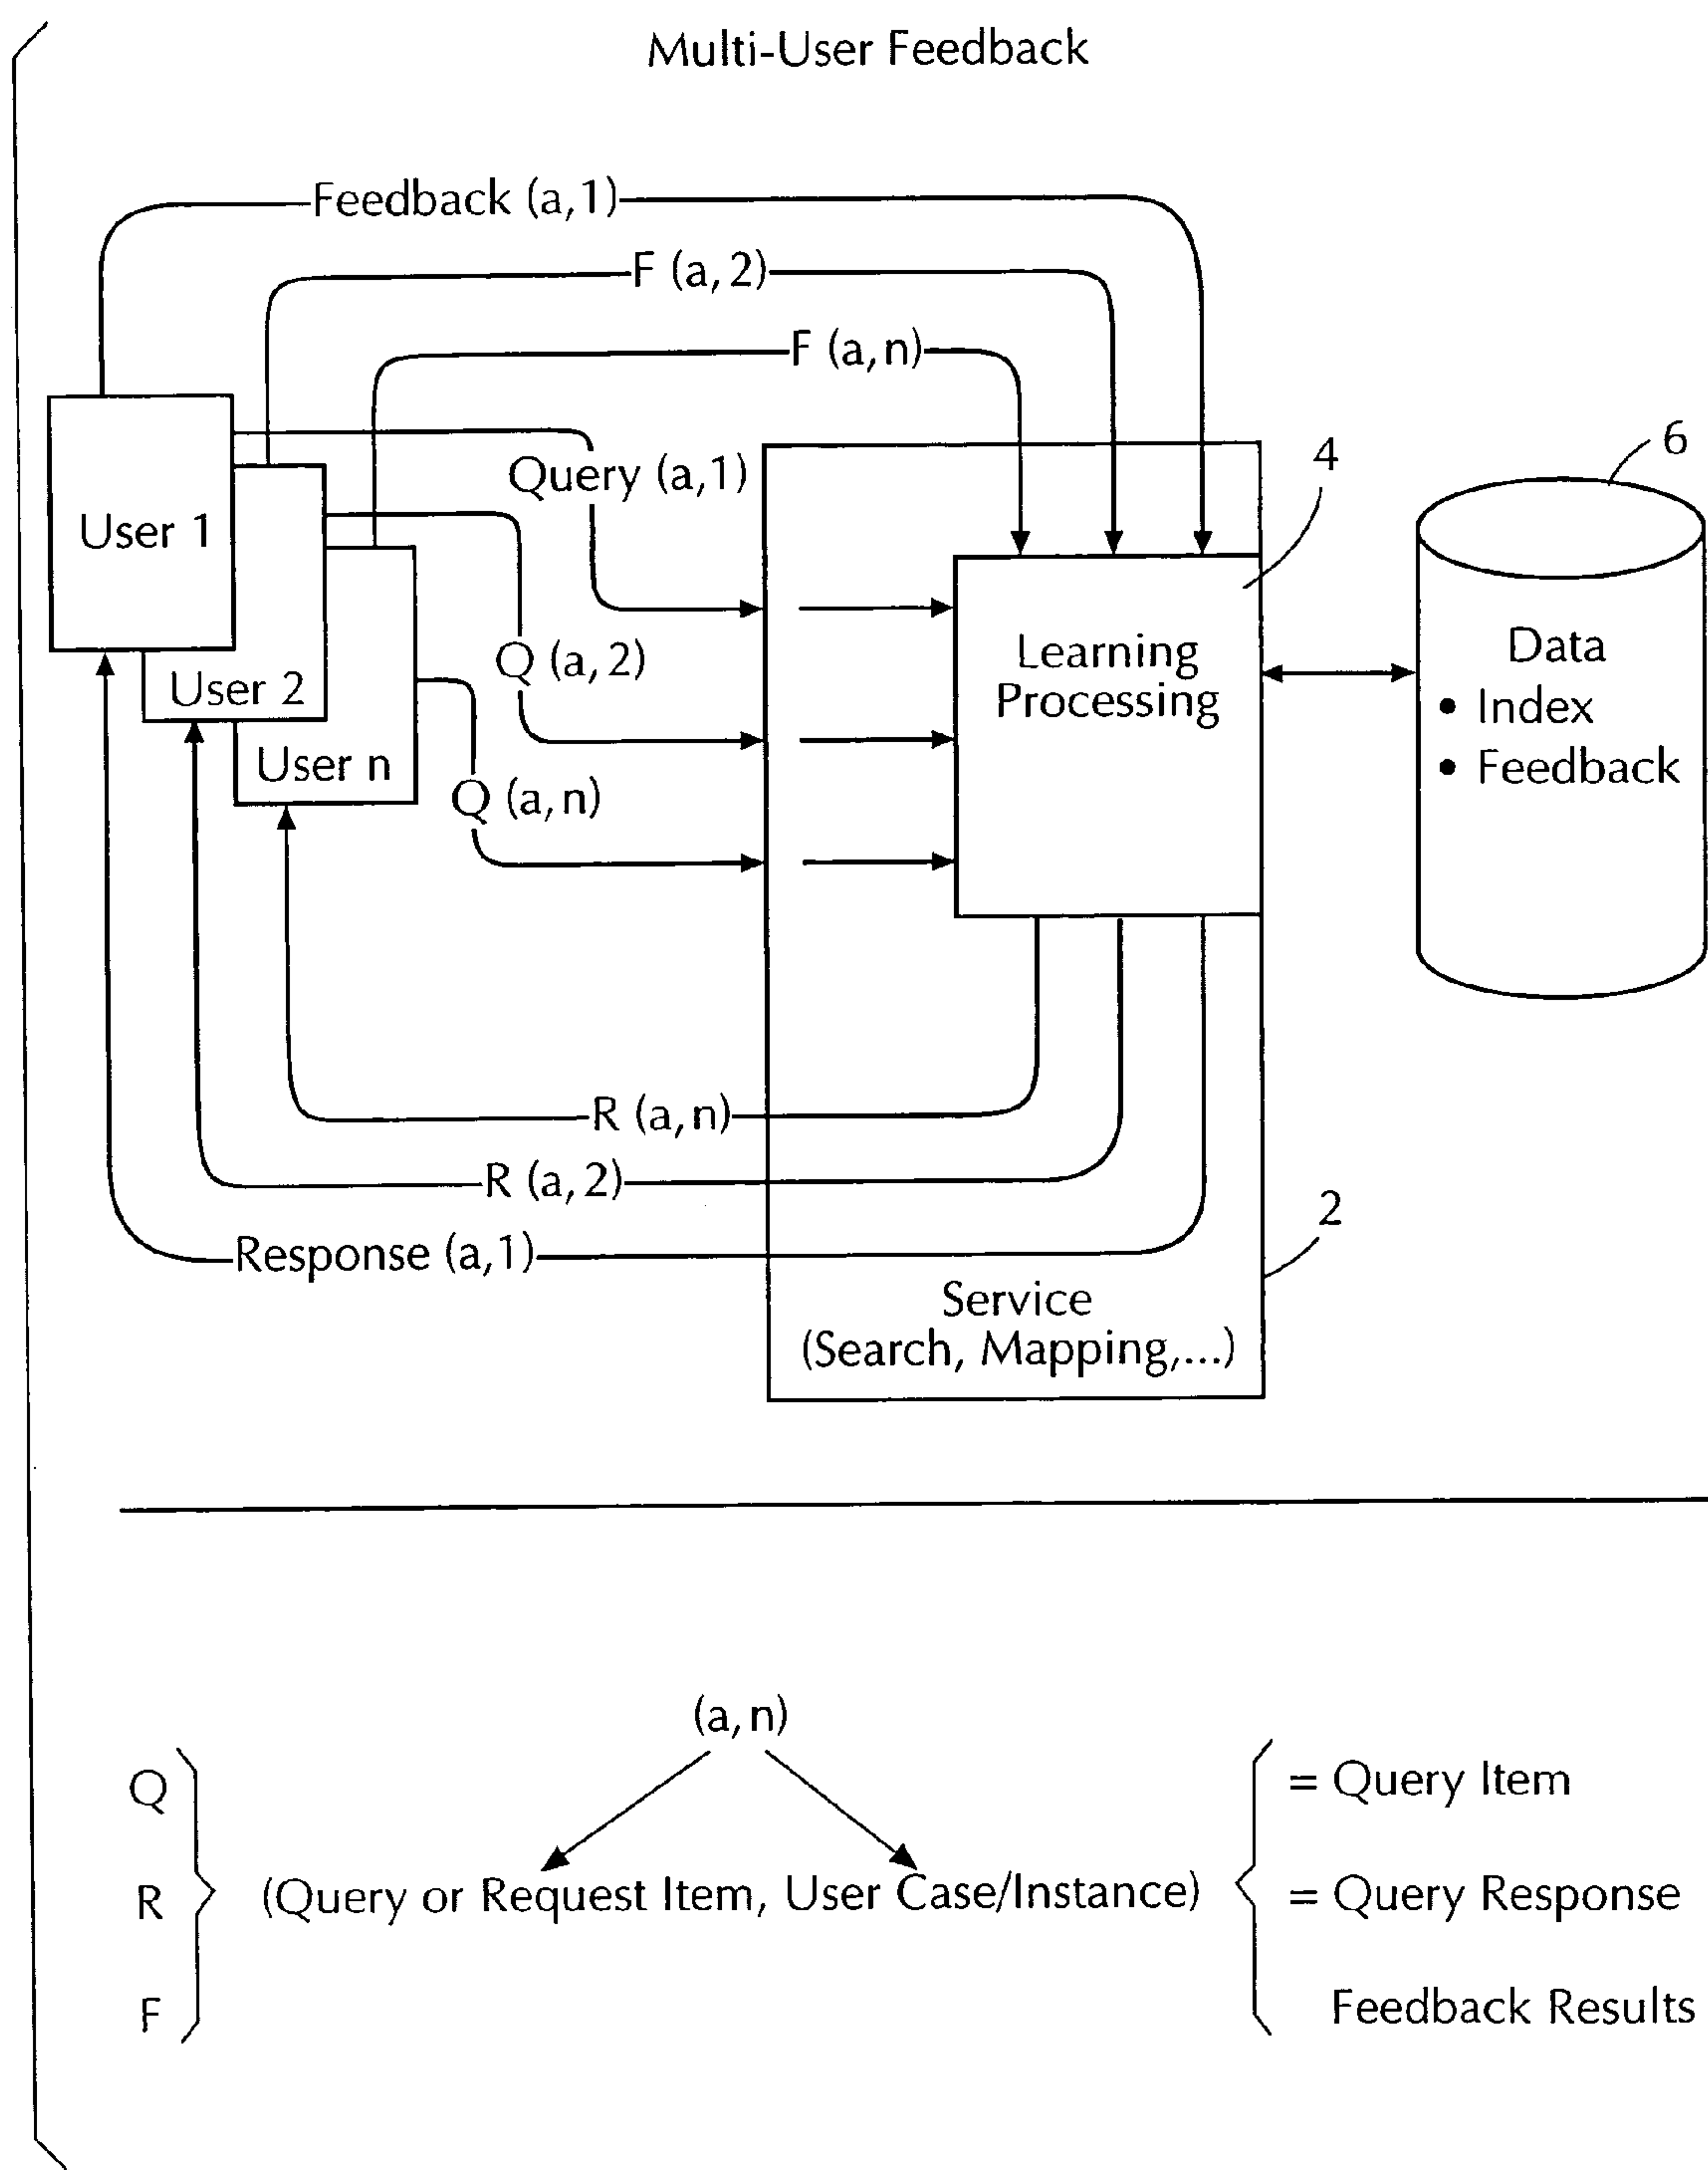 Multi-User Feedback
Feedback (a,1)
F (a,2)
F (a,n)
Query (a,1)
4
6
User 1
Q (a,2)
Learning
Processing
Data
• Index
• Feedback
User 2
User n
Q (a,n)
R (a,n)
R (a,2)
Response (a,1)
2
Service
(Search, Mapping,...)
(a,n)
Q
= Query Item
R
(Query or Request Item, User Case/Instance)
= Query Response
F
Feedback Results